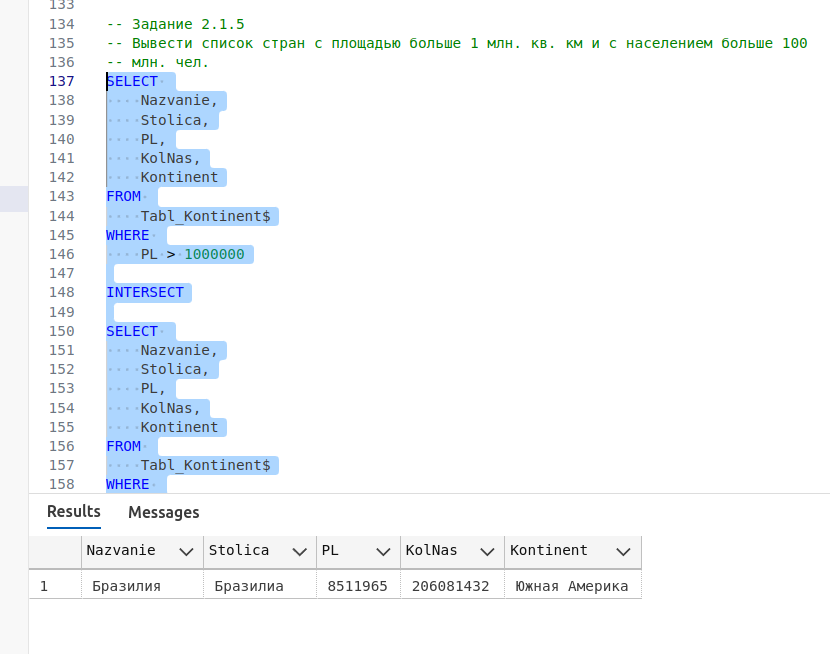 133
134 -- Задание 2.1.5
135 -- Вывести список стран с площадью больше 1 млн. кв. км и с населением больше 100
136 -- млн. чел.
137 SELECT
138 Nazvanie,
139 Stolica,
140 PL,
141 KolNas,
142 Kontinent
143 FROM
144 Tabl_Kontinent$
145 WHERE
146 PL > 1000000
147
148 INTERSECT
149
150 SELECT
151 Nazvanie,
152 Stolica,
153 PL,
154 KolNas,
155 Kontinent
156 FROM
157 Tabl_Kontinent$
158 WHERE
Results Messages
Nazvanie Stolica PL KolNas Kontinent
1 Бразилия Бразилиа 8511965 206081432 Южная Америка